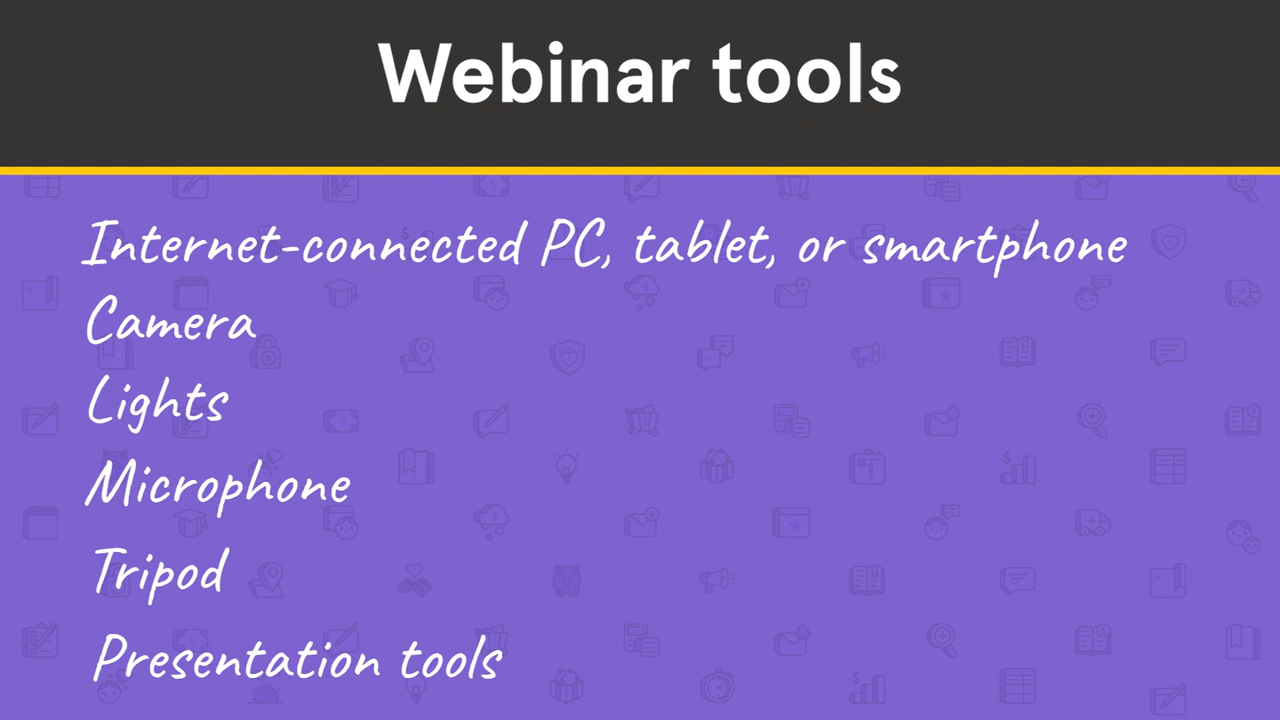 Webinar tools
Internet-connected PC, tablet, or smartphone
Camera
Lights
Microphone
Tripod
Presentation tools